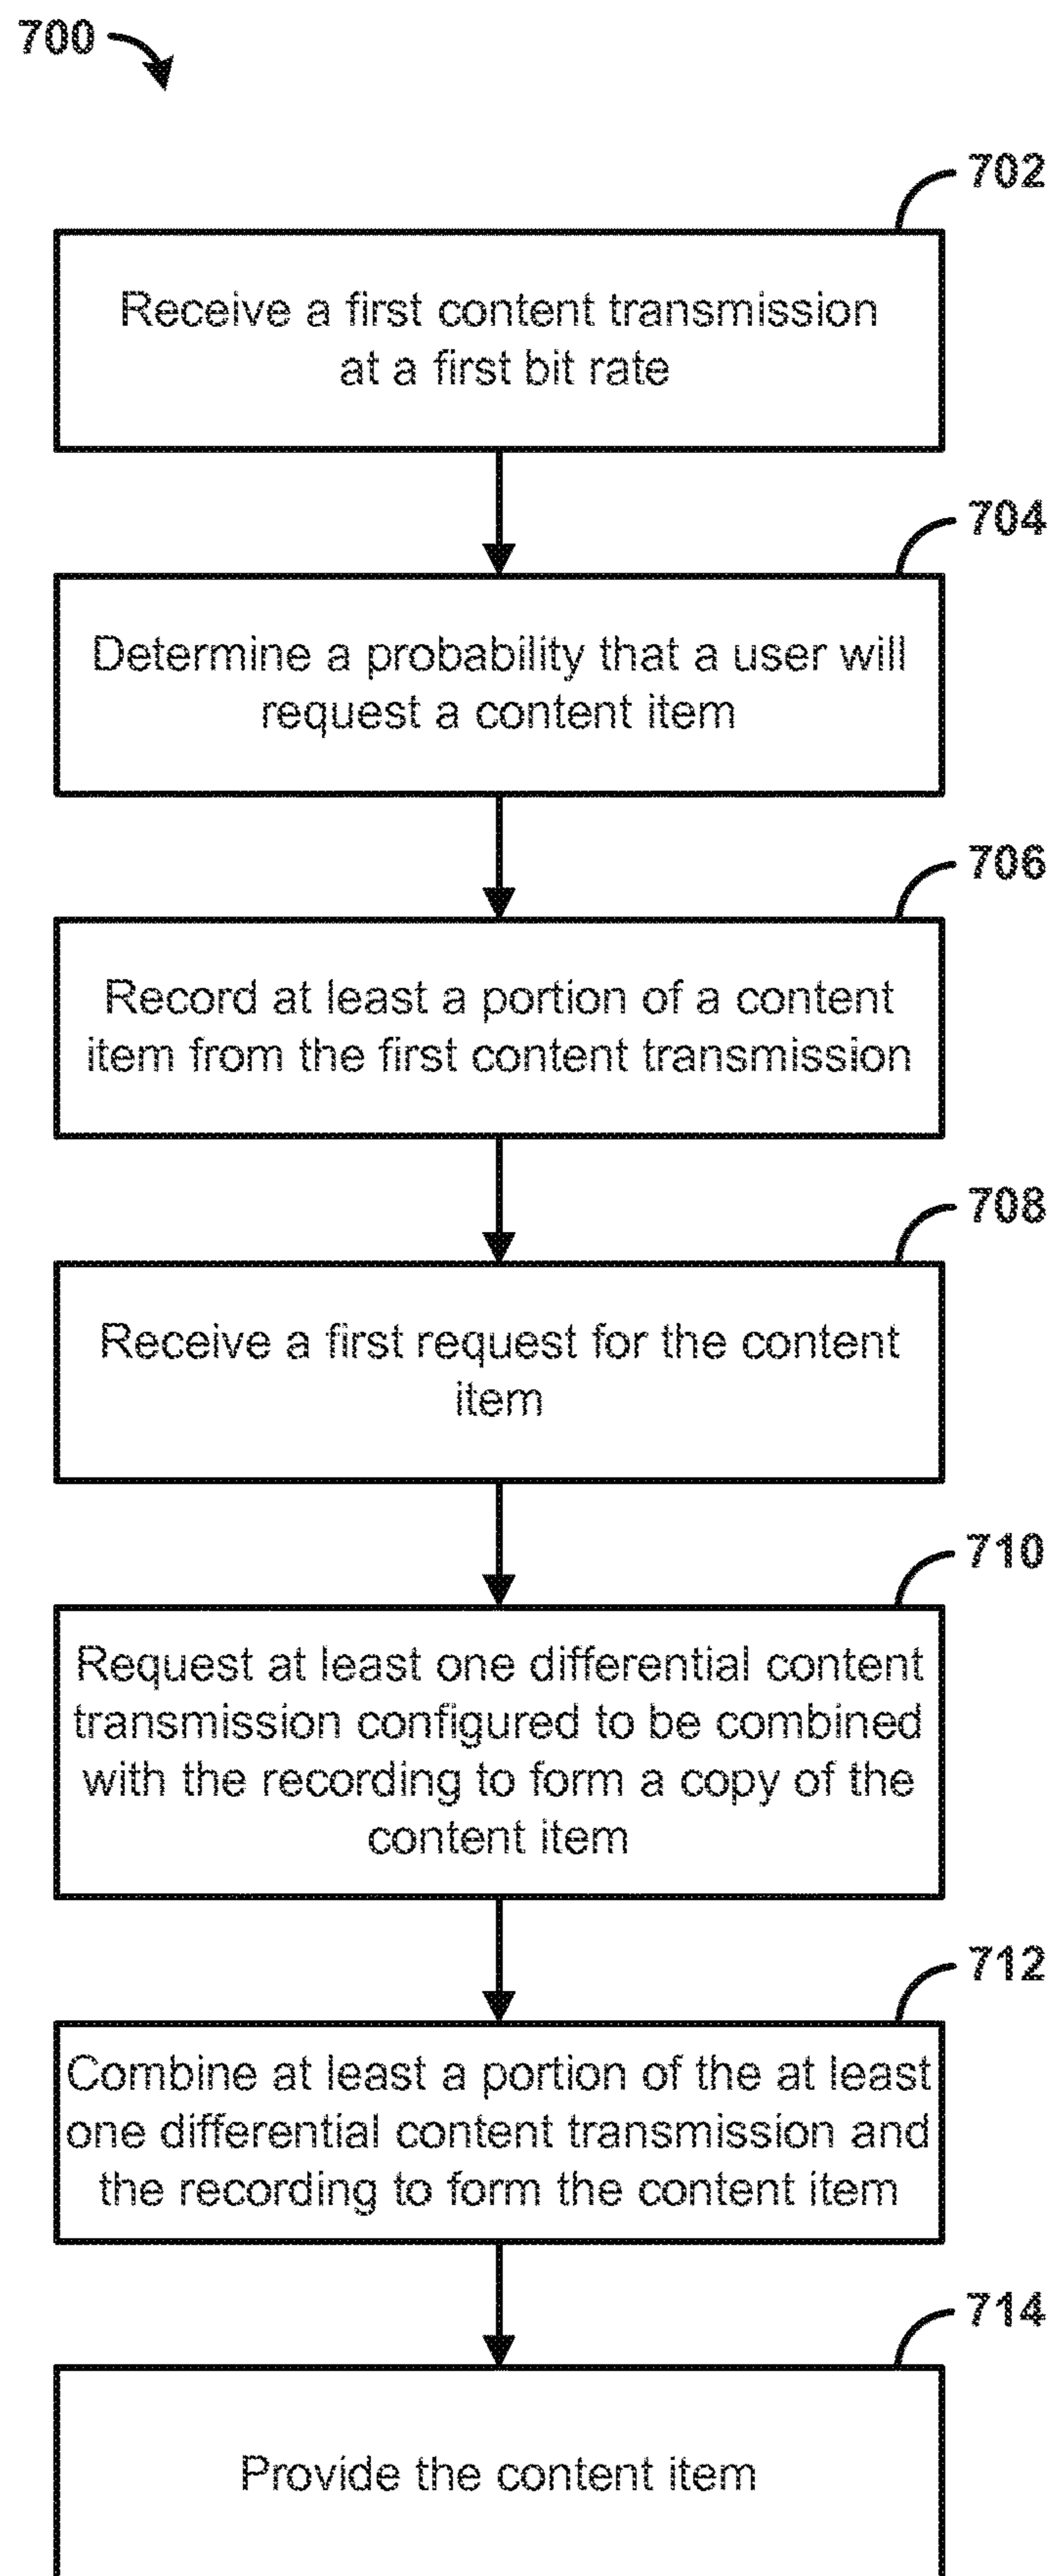 700
702
Receive a first content transmission
at a first bit rate
704
Determine a probability that a user will
request a content item
706
Record at least a portion of a content
item from the first content transmission
708
Receive a first request for the content
item
710
Request at least one differential content
transmission configured to be combined
with the recording to form a copy of the
content item
712
Combine at least a portion of the at least
one differential content transmission and
the recording to form the content item
714
Provide the content item